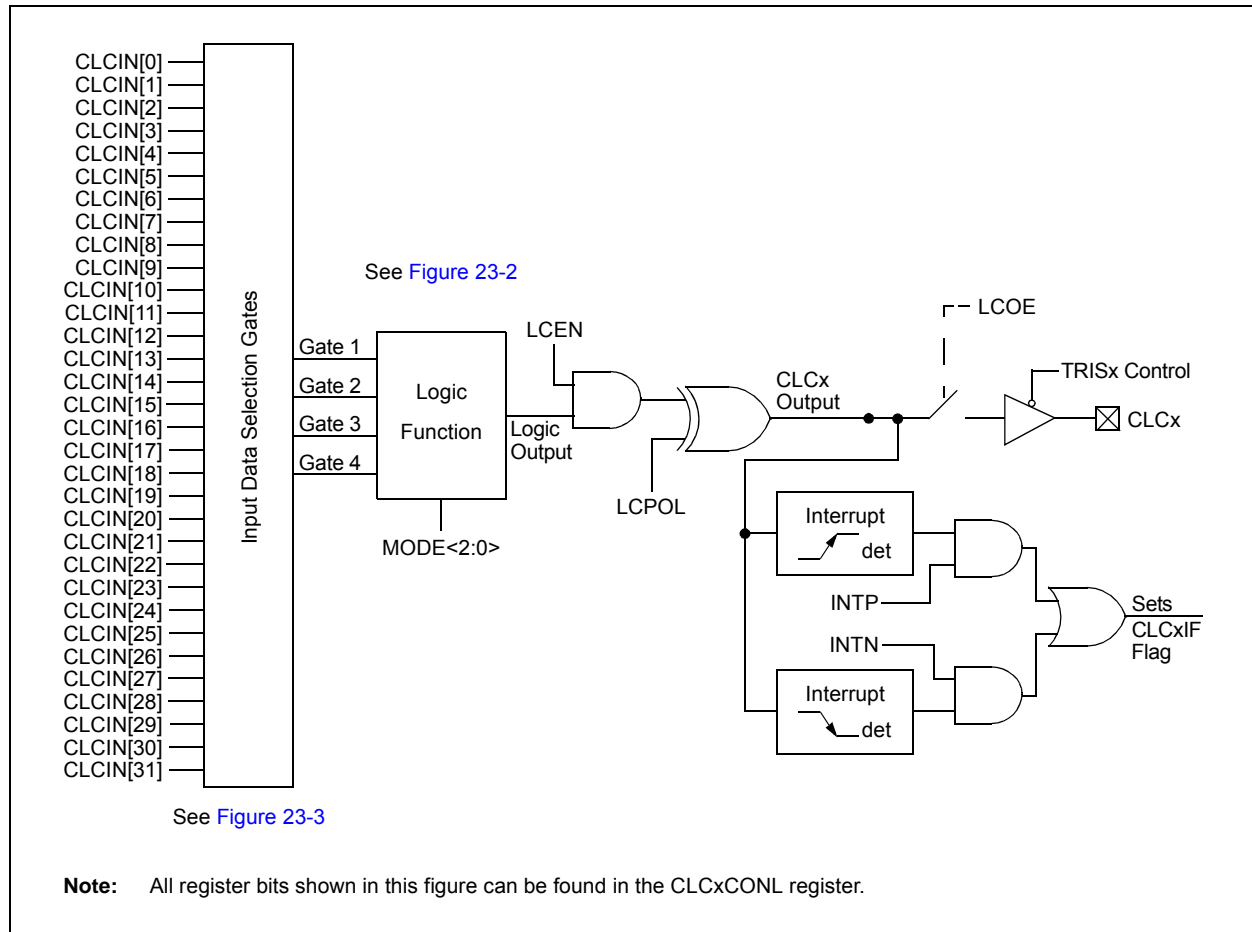 CLCIN[0]
CLCIN[1]
CLCIN[2]
CLCIN[3]
CLCIN[4]
CLCIN[5]
CLCIN[6]
CLCIN[7]
CLCIN[8]
CLCIN[9]
CLCIN[10]
CLCIN[11]
CLCIN[12]
CLCIN[13]
CLCIN[14]
CLCIN[15]
CLCIN[16]
CLCIN[17]
CLCIN[18]
CLCIN[19]
CLCIN[20]
CLCIN[21]
CLCIN[22]
CLCIN[23]
CLCIN[24]
CLCIN[25]
CLCIN[26]
CLCIN[27]
CLCIN[28]
CLCIN[29]
CLCIN[30]
CLCIN[31]
Input Data Selection Gates
See Figure 23-3
Gate 1
Gate 2
Gate 3
Gate 4
See Figure 23-2
Logic
Function
MODE<2:0>
Logic
Output
LCEN
LCPOL
CLCx
Output
LCOE
TRISx Control
CLCx
Interrupt
det
INTP
INTN
Interrupt
det
Sets
CLCxIF
Flag
Note: All register bits shown in this figure can be found in the CLCxCONL register.